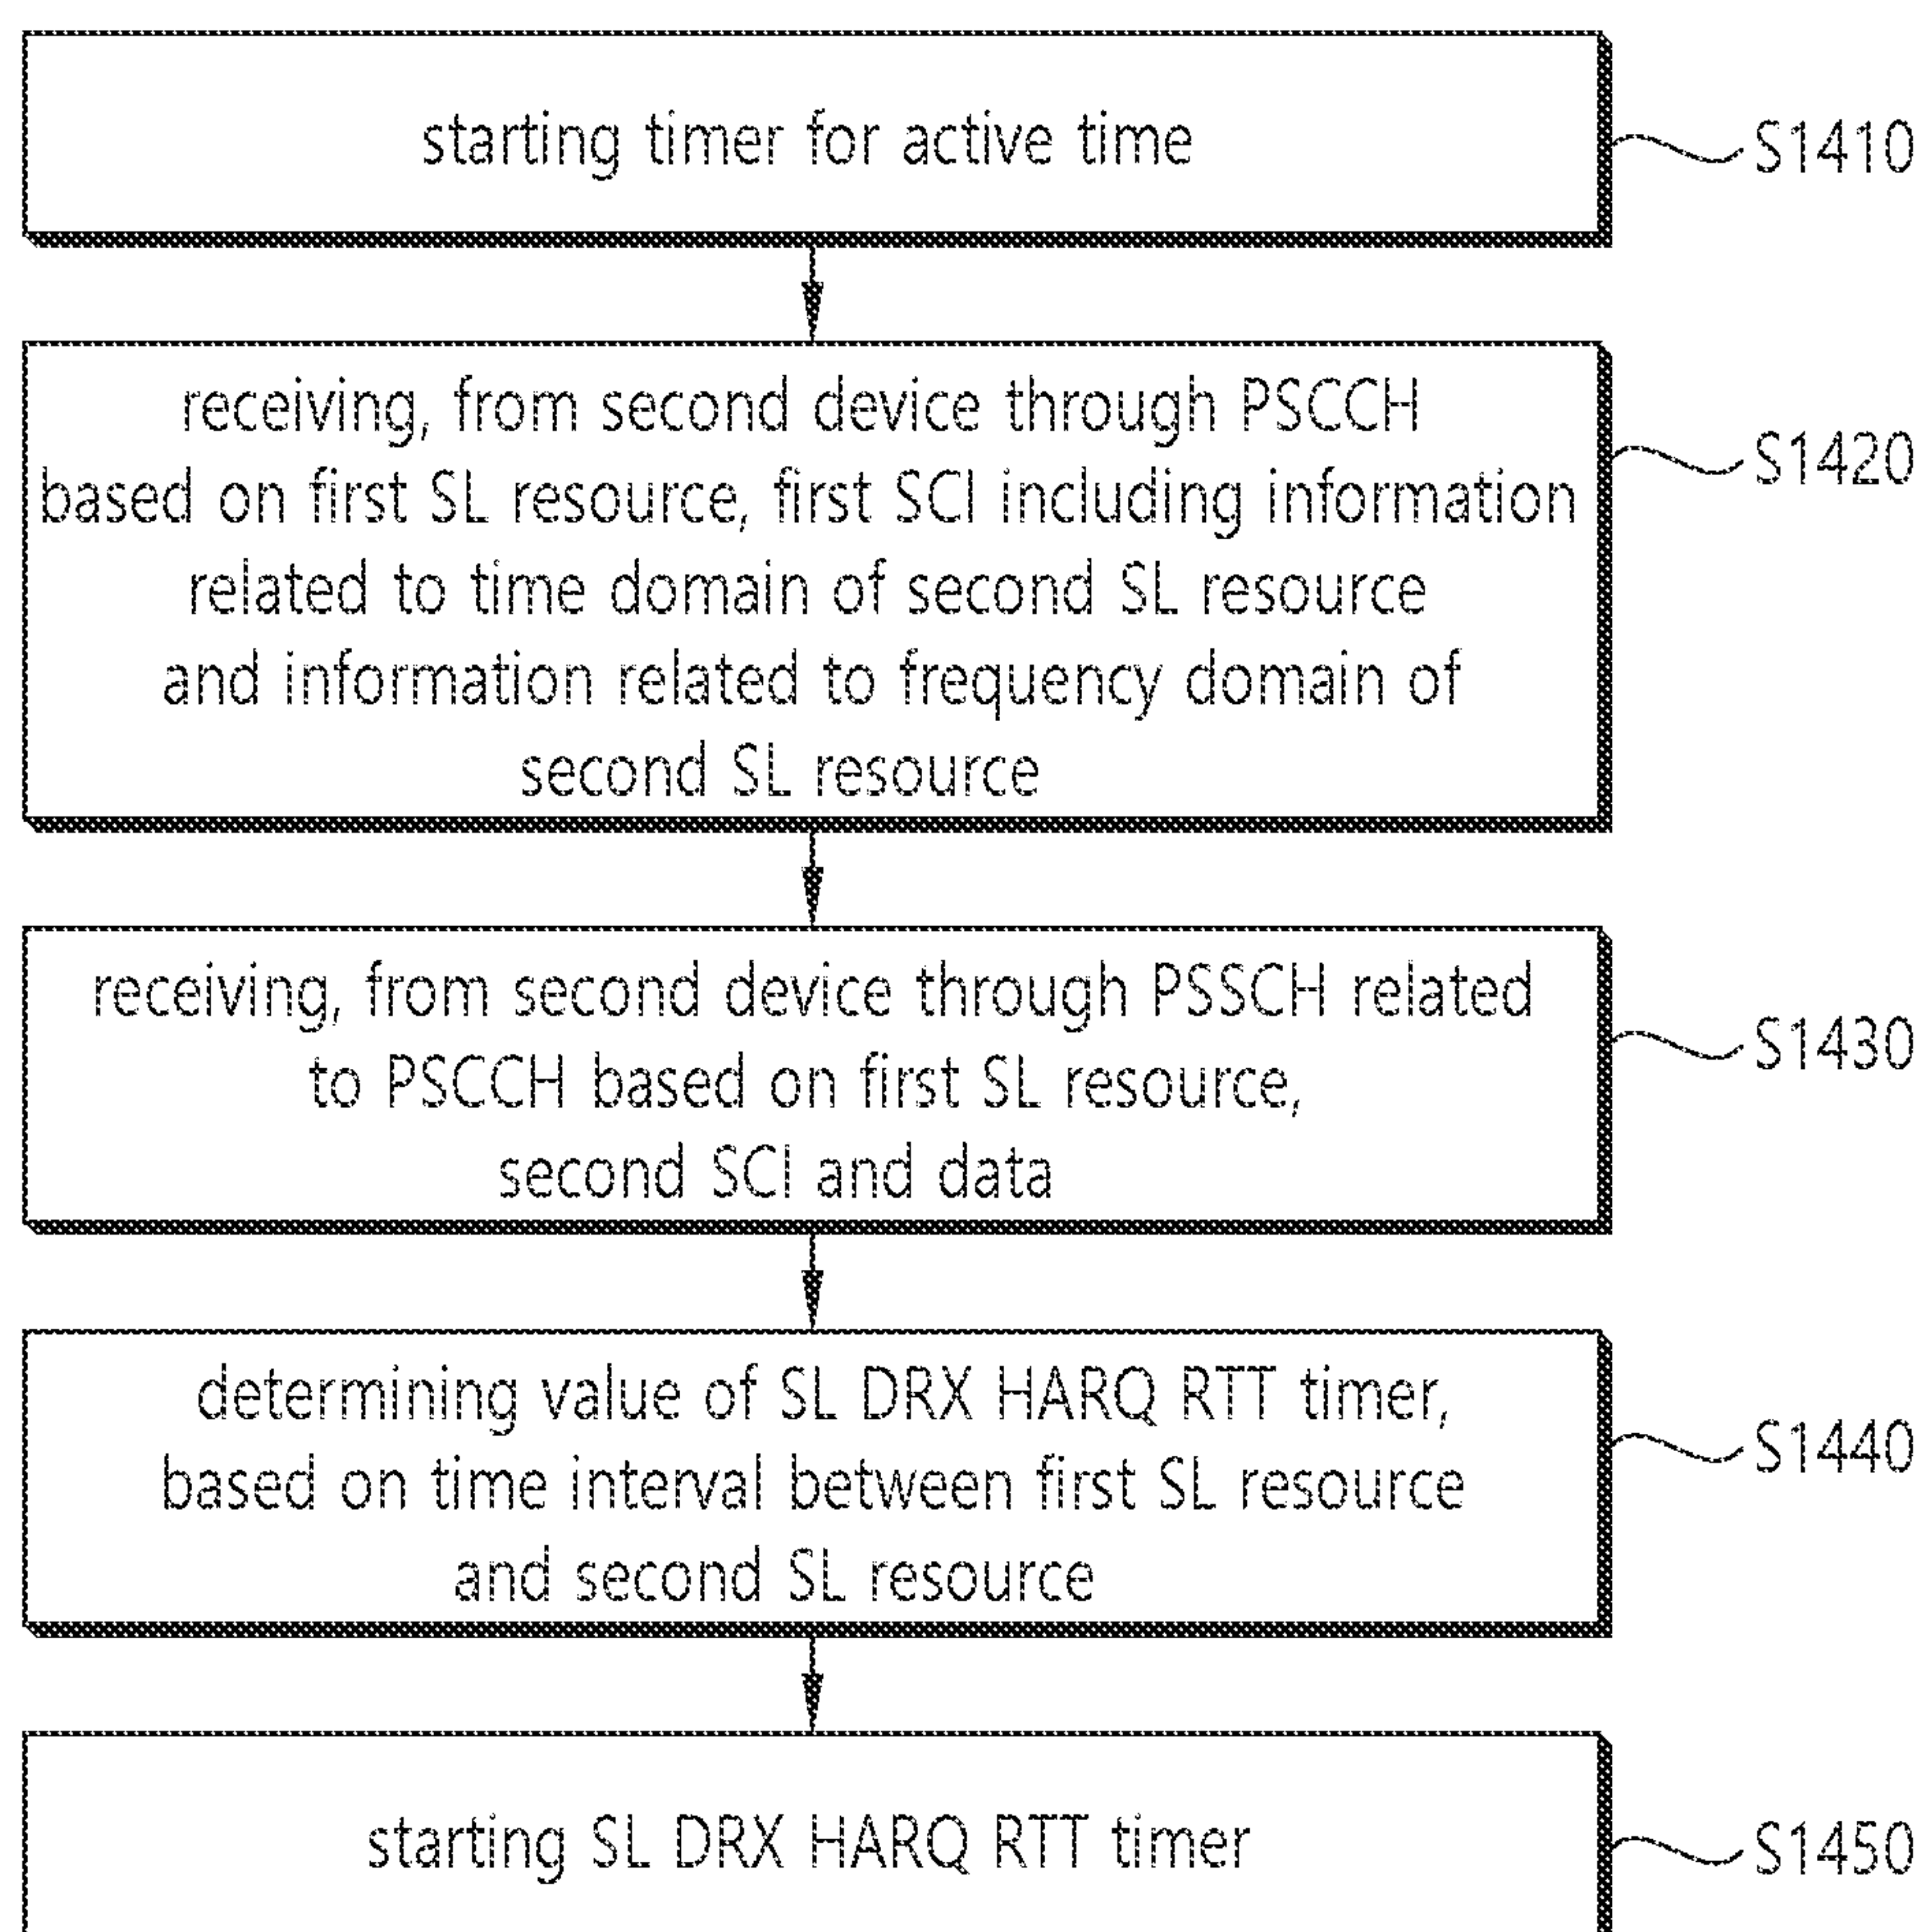 starting timer for active time
S1410
receiving, from second device through PSCCH
based on first SL resource, first SCI including information
related to time domain of second SL resource
and information related to frequency domain of
second SL resource
S1420
receiving, from second device through PSSCH related
to PSCCH based on first SL resource,
second SCI and data
S1430
determining value of SL DRX HARQ RTT timer,
based on time interval between first SL resource
and second SL resource
S1440
starting SL DRX HARQ RTT timer
S1450